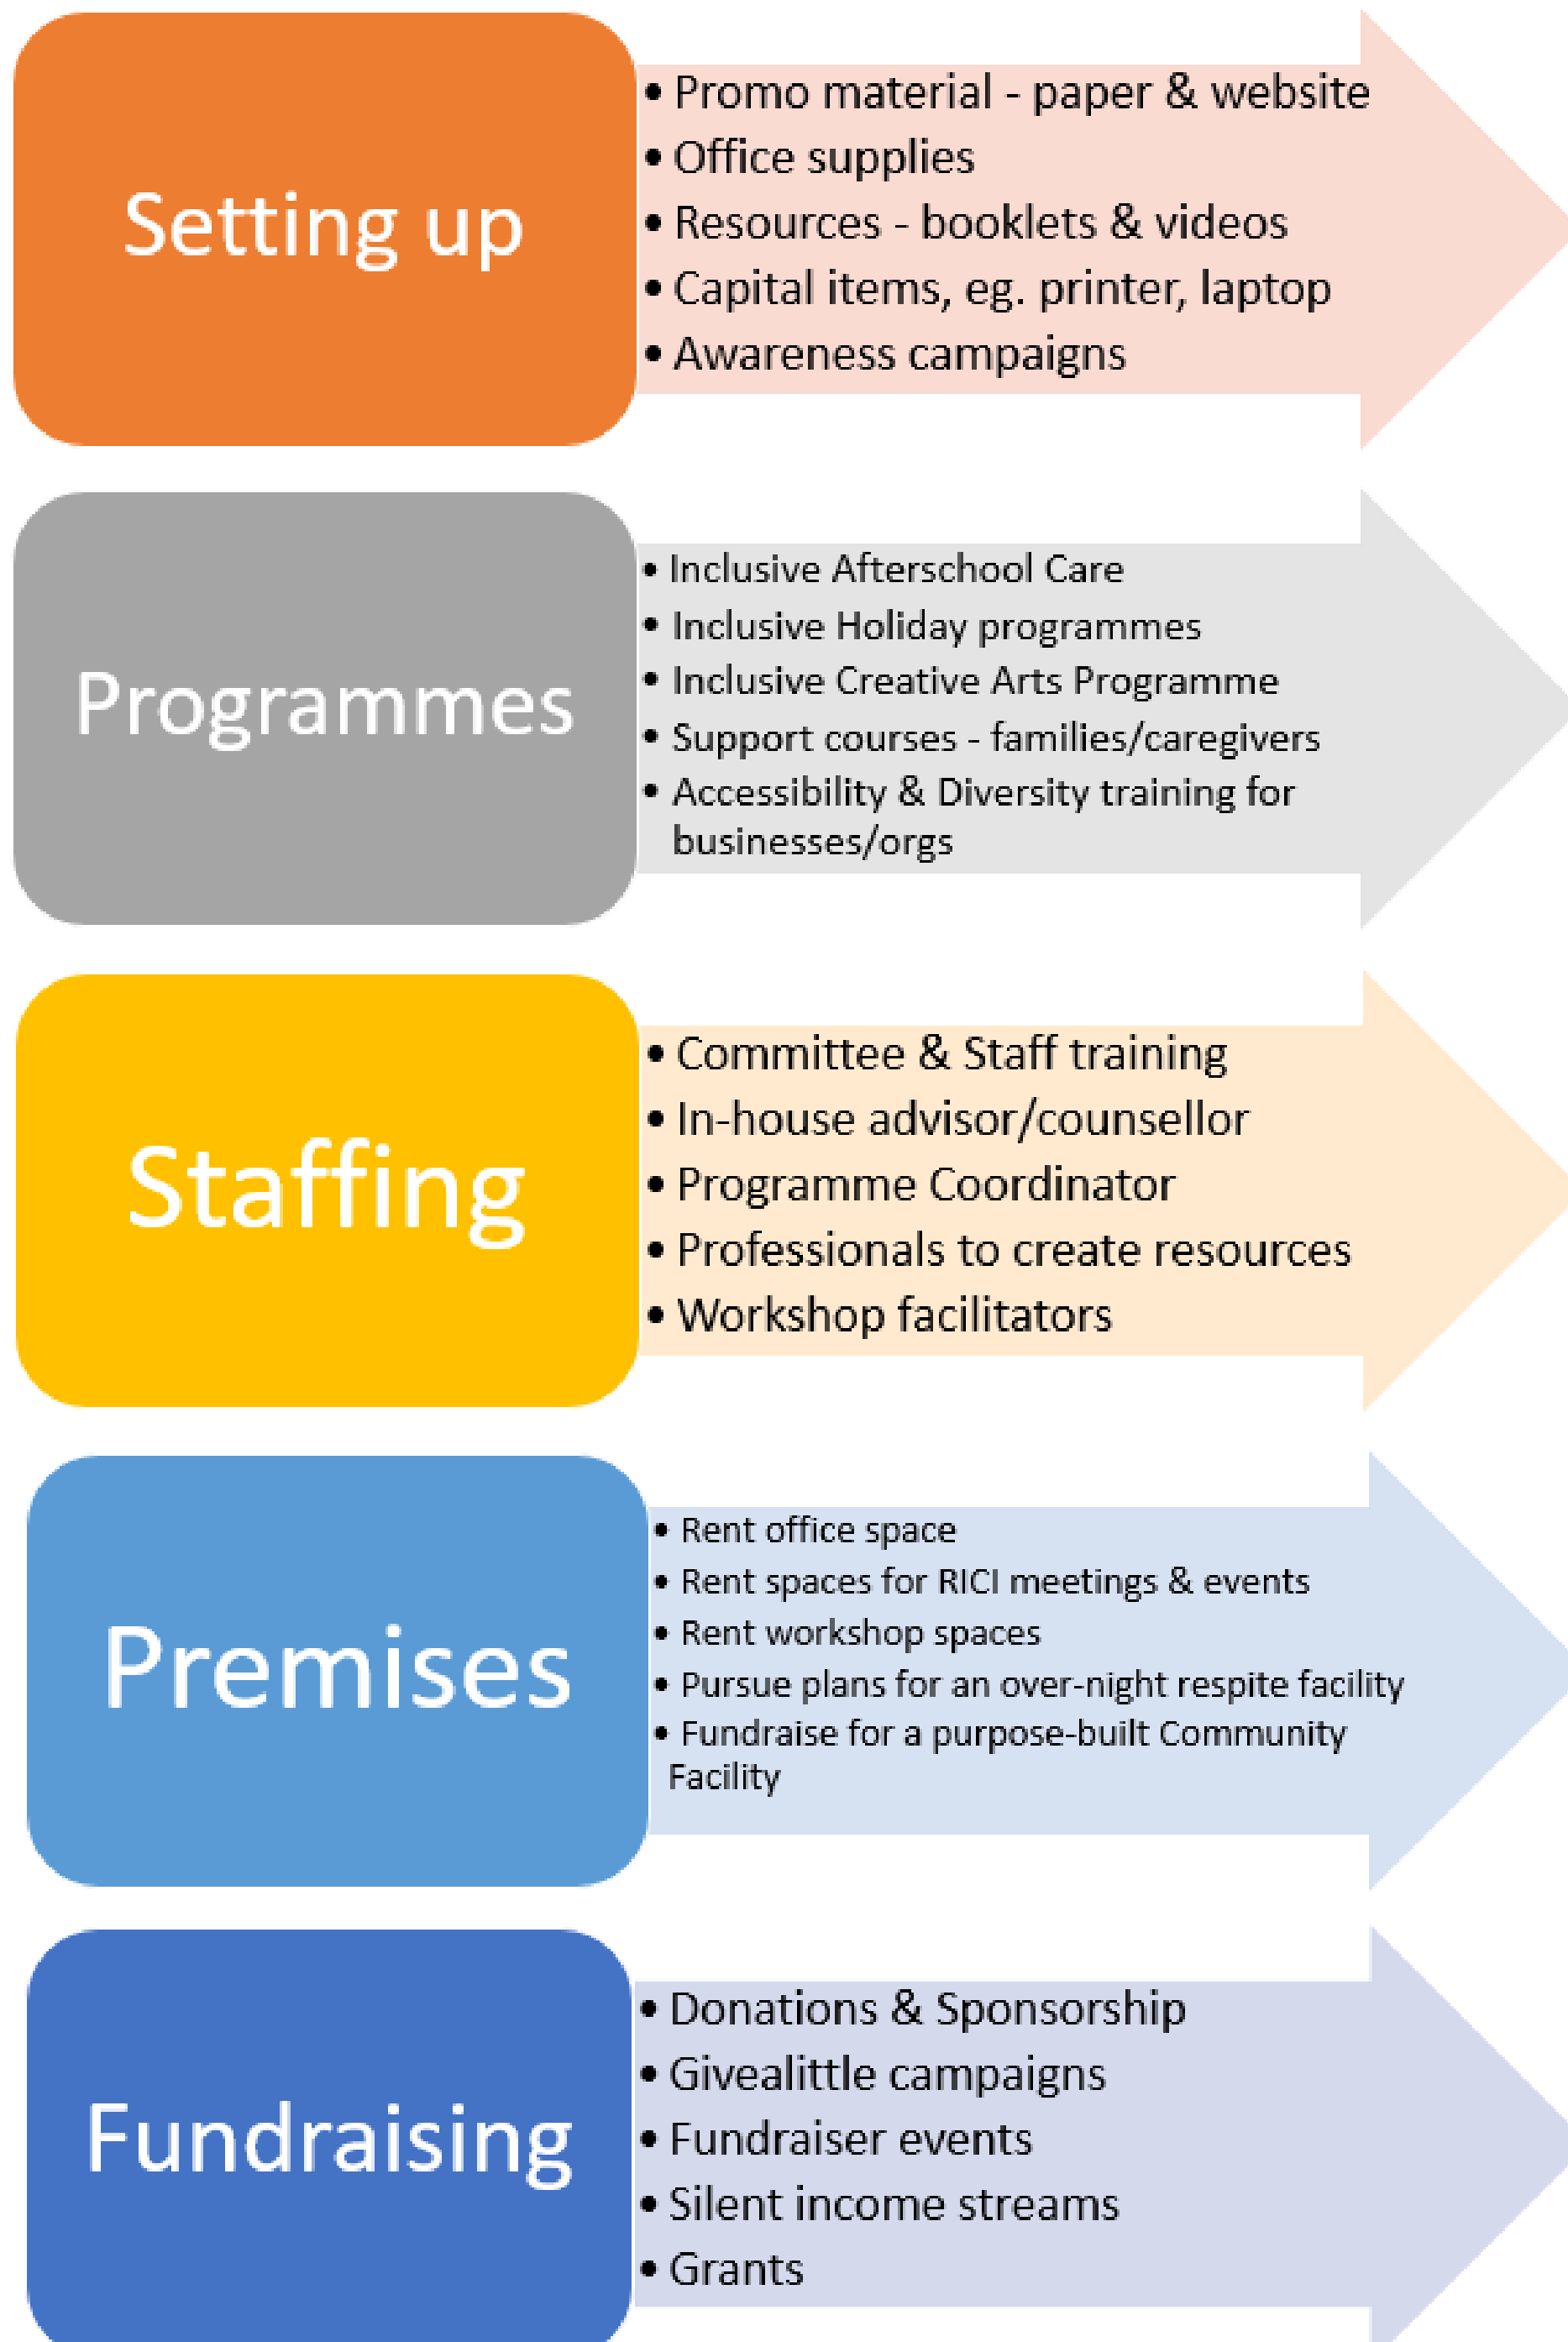 Setting up
• Promo material - paper & website
• Office supplies
• Resources - booklets & videos
• Capital items, eg. printer, laptop
• Awareness campaigns
Programmes
• Inclusive Afterschool Care
• Inclusive Holiday programmes
• Inclusive Creative Arts Programme
• Support courses - families/caregivers
• Accessibility & Diversity training for
businesses/orgs
Staffing
• Committee & Staff training
• In-house advisor/counsellor
• Programme Coordinator
• Professionals to create resources
• Workshop facilitators
Premises
• Rent office space
• Rent spaces for RICI meetings & events
• Rent workshop spaces
• Pursue plans for an over-night respite facility
• Fundraise for a purpose-built Community
Facility
Fundraising
• Donations & Sponsorship
• Givealittle campaigns
• Fundraiser events
• Silent income streams
• Grants